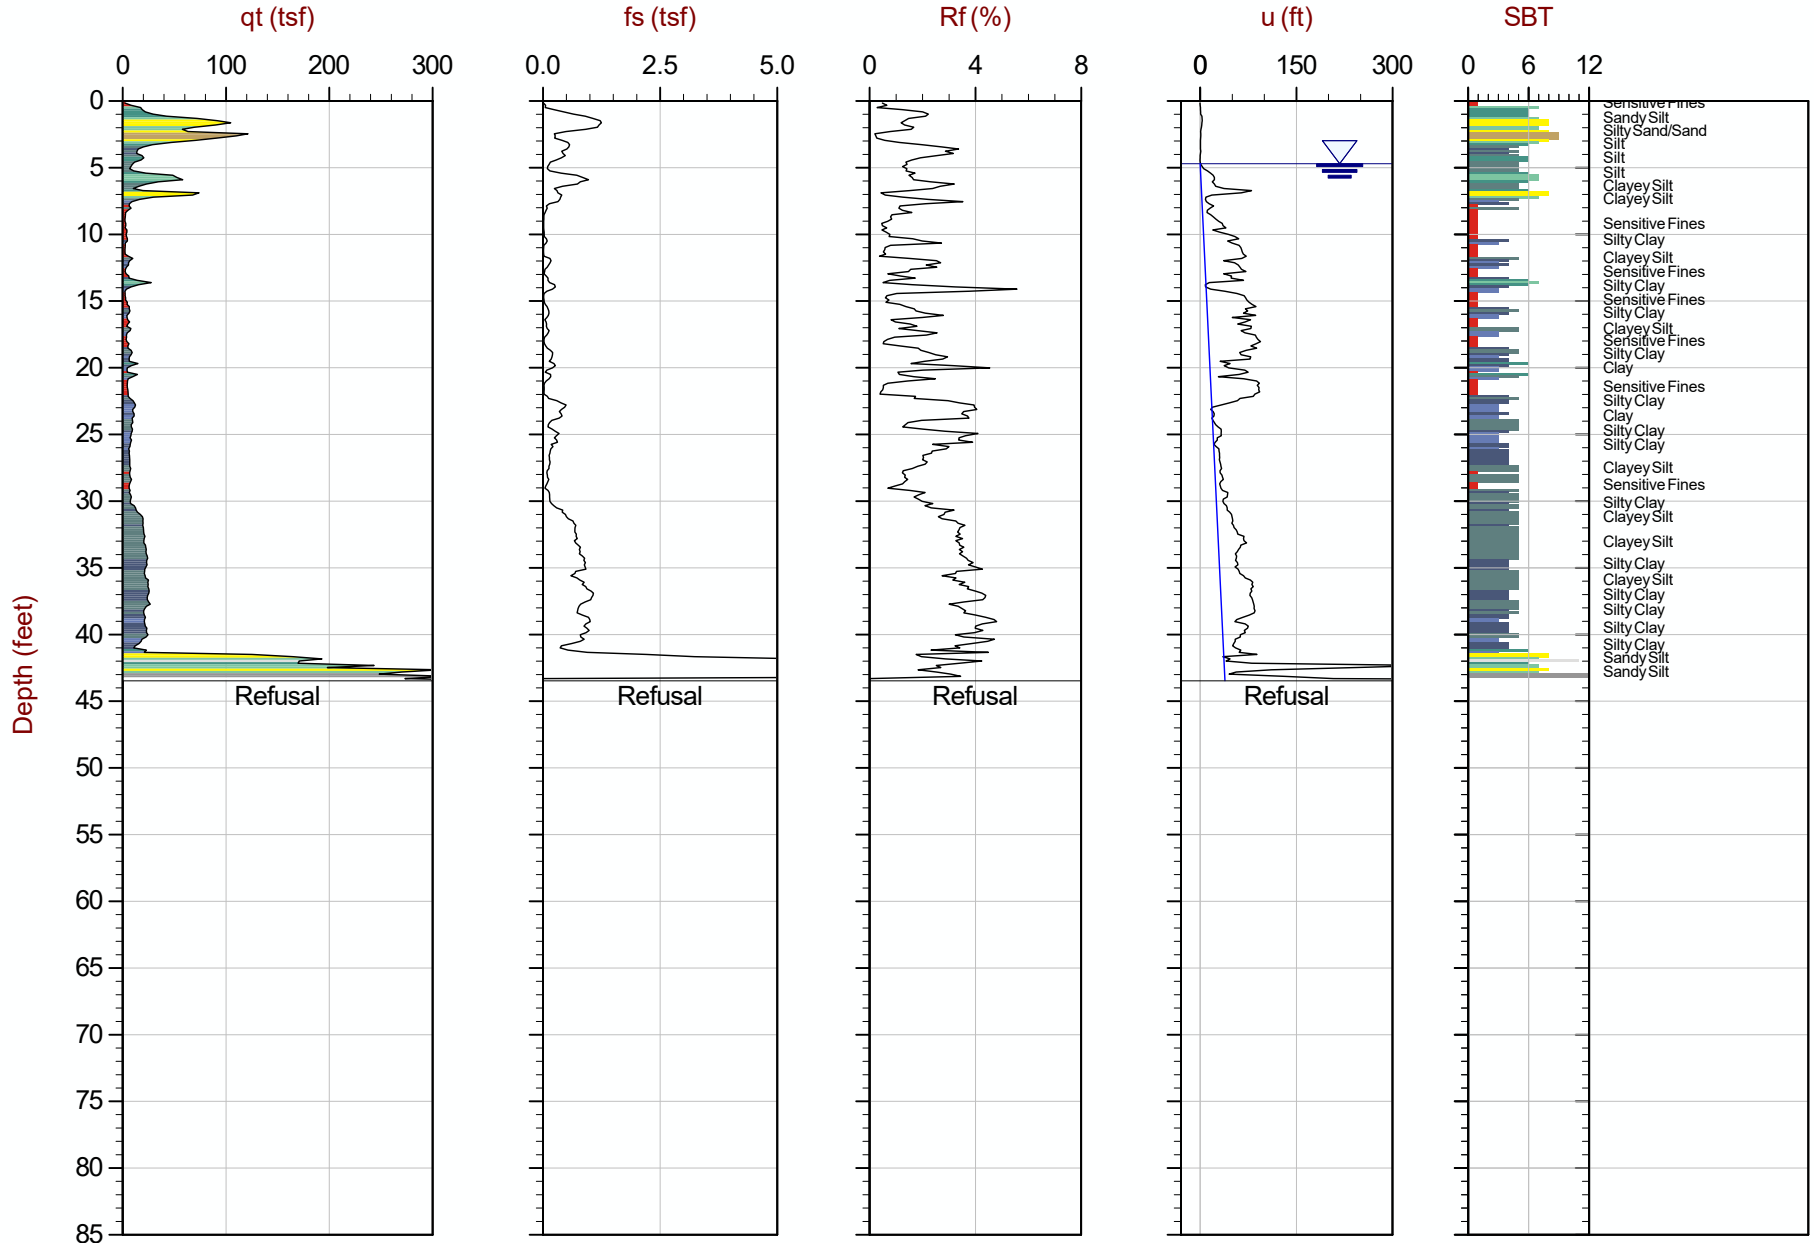 qt (tsf) fs (tsf) Rf (%) u (ft) SBT
0 100 200 300 0.0 2.5 5.0 0 4 8 0 150 300 0 6 12
Depth (feet)
0
5
10
15
20
25
30
35
40
45
50
55
60
65
70
75
80
85
Sensitive Fines
Sandy Silt
Silty Sand/Sand
Silt
Silt
Silt
Clayey Silt
Clayey Silt
Sensitive Fines
Silty Clay
Clayey Silt
Sensitive Fines
Silty Clay
Sensitive Fines
Silty Clay
Clayey Silt
Sensitive Fines
Silty Clay
Clay
Sensitive Fines
Silty Clay
Clay
Silty Clay
Silty Clay
Clayey Silt
Sensitive Fines
Silty Clay
Clayey Silt
Clayey Silt
Silty Clay
Clayey Silt
Silty Clay
Silty Clay
Silty Clay
Silty Clay
Sandy Silt
Sandy Silt
Refusal Refusal Refusal Refusal